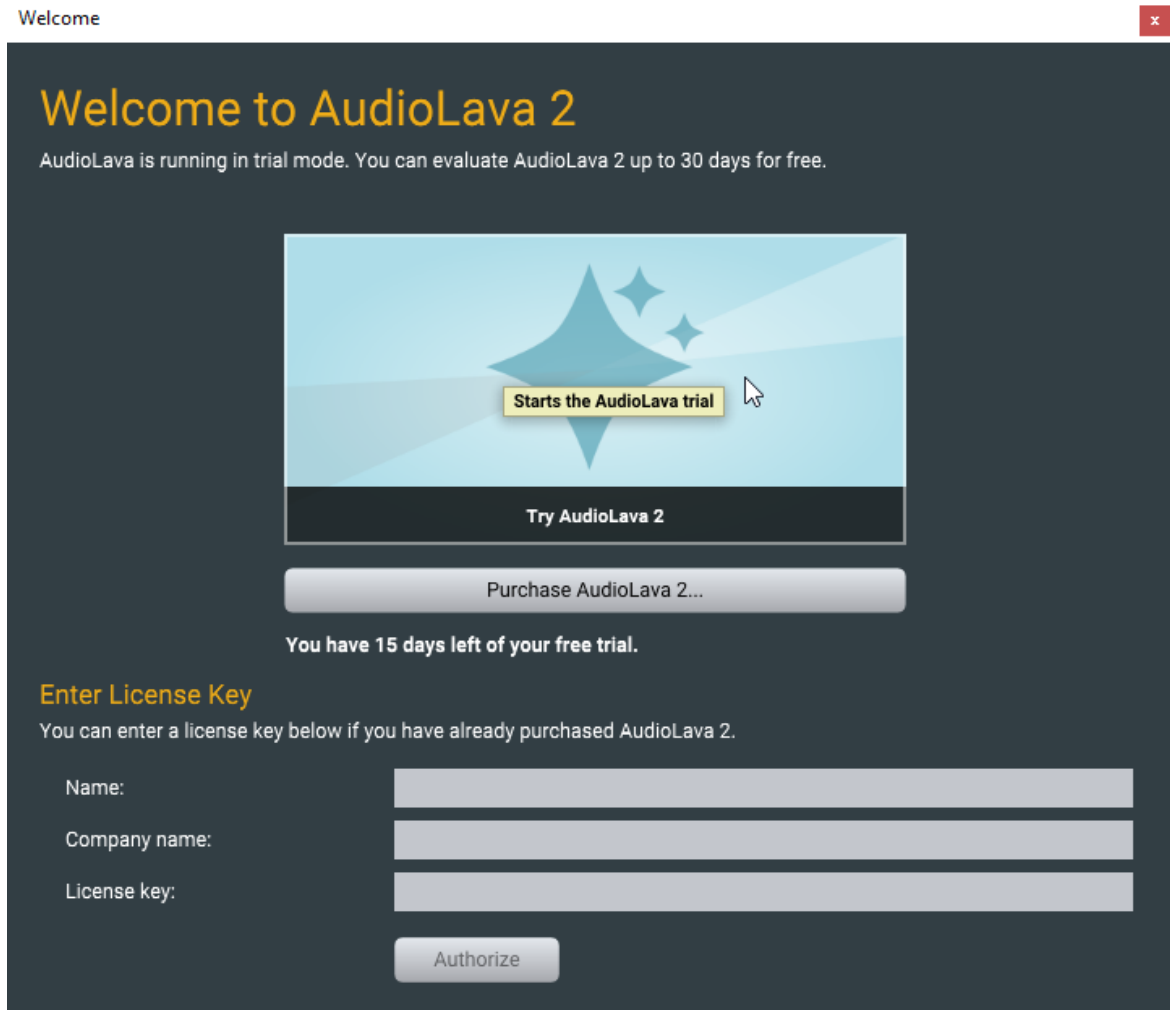 Welcome
x
Welcome to AudioLava 2
AudioLava is running in trial mode. You can evaluate AudioLava 2 up to 30 days for free.
Starts the AudioLava trial
Try AudioLava 2
Purchase AudioLava 2...
You have 15 days left of your free trial.
Enter License Key
You can enter a license key below if you have already purchased AudioLava 2.
Name:
Company name:
License key:
Authorize